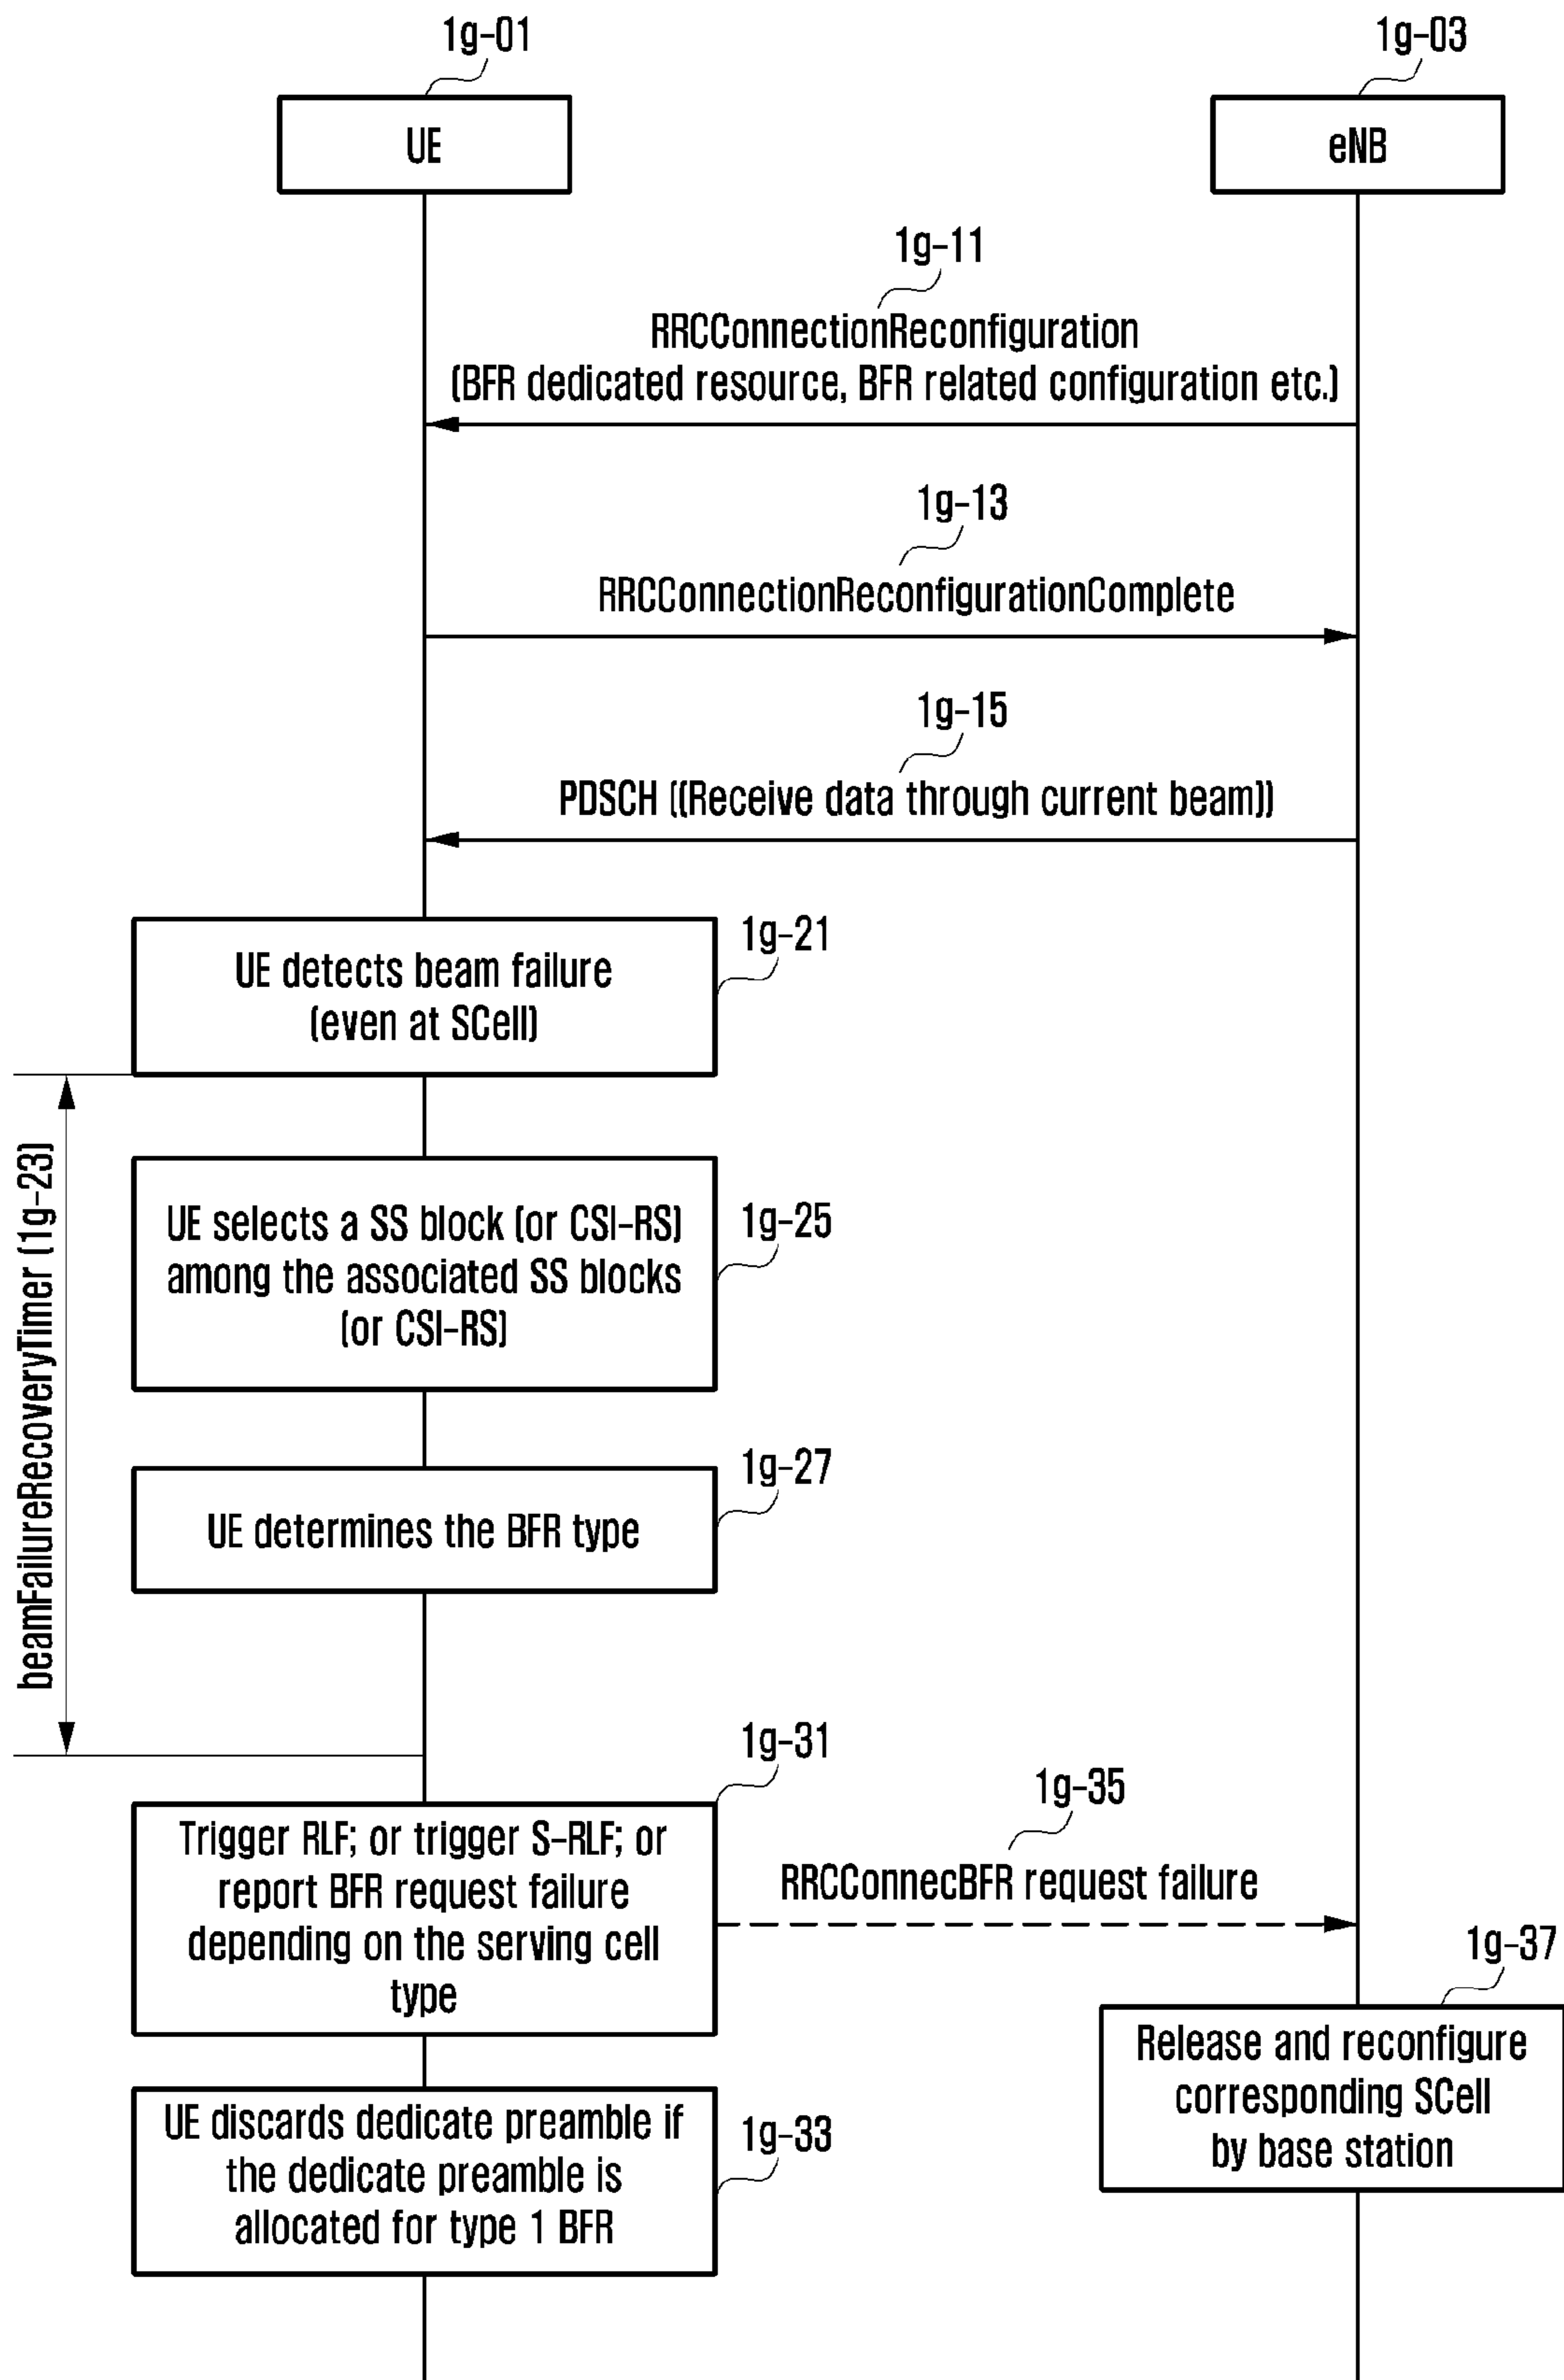 1g-01
1g-03
UE
eNB
1g-11
RRCConnectionReconfiguration
(BFR dedicated resource, BFR related configuration etc.)
1g-13
RRCConnectionReconfigurationComplete
1g-15
PDSCH ((Receive data through current beam))
1g-21
UE detects beam failure
(even at SCell)
beamFailureRecoveryTimer (1g-23)
1g-25
UE selects a SS block (or CSI-RS)
among the associated SS blocks
(or CSI-RS)
1g-27
UE determines the BFR type
1g-31
Trigger RLF; or trigger S-RLF; or
report BFR request failure
depending on the serving cell
type
1g-35
RRCConnecBFR request failure
1g-37
Release and reconfigure
corresponding SCell
by base station
1g-33
UE discards dedicate preamble if
the dedicate preamble is
allocated for type 1 BFR